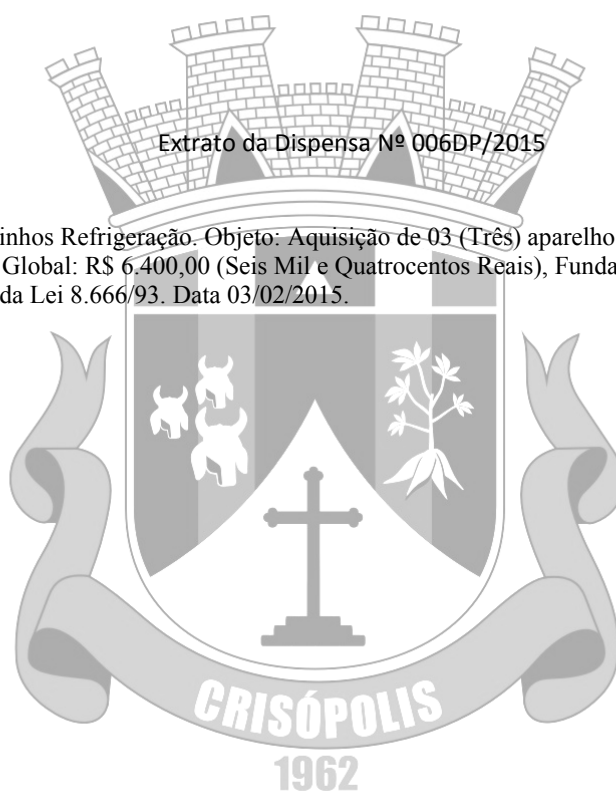 Extrato da Dispensa Nº 006DP/2015
inhos Refrigeração. Objeto: Aquisição de 03 (Três) aparelho
Global: R$ 6.400,00 (Seis Mil e Quatrocentos Reais), Funda
da Lei 8.666/93. Data 03/02/2015.
CRISÓPOLIS
1962